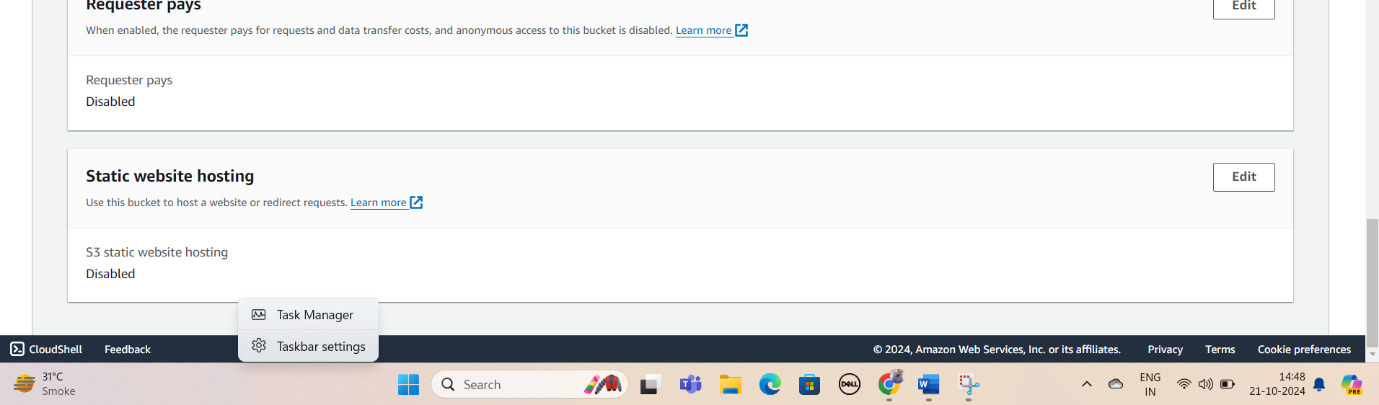 Requester pays
Edit
When enabled, the requester pays for requests and data transfer costs, and anonymous access to this bucket is disabled. Learn more
Requester pays
Disabled
Static website hosting
Edit
Use this bucket to host a website or redirect requests. Learn more
S3 static website hosting
Disabled
Task Manager
Taskbar settings
CloudShell Feedback
© 2024, Amazon Web Services, Inc. or its affiliates. Privacy Terms Cookie preferences
31°C
Smoke
Search
DELL
W
ENG
IN
14:48
21-10-2024
PRE